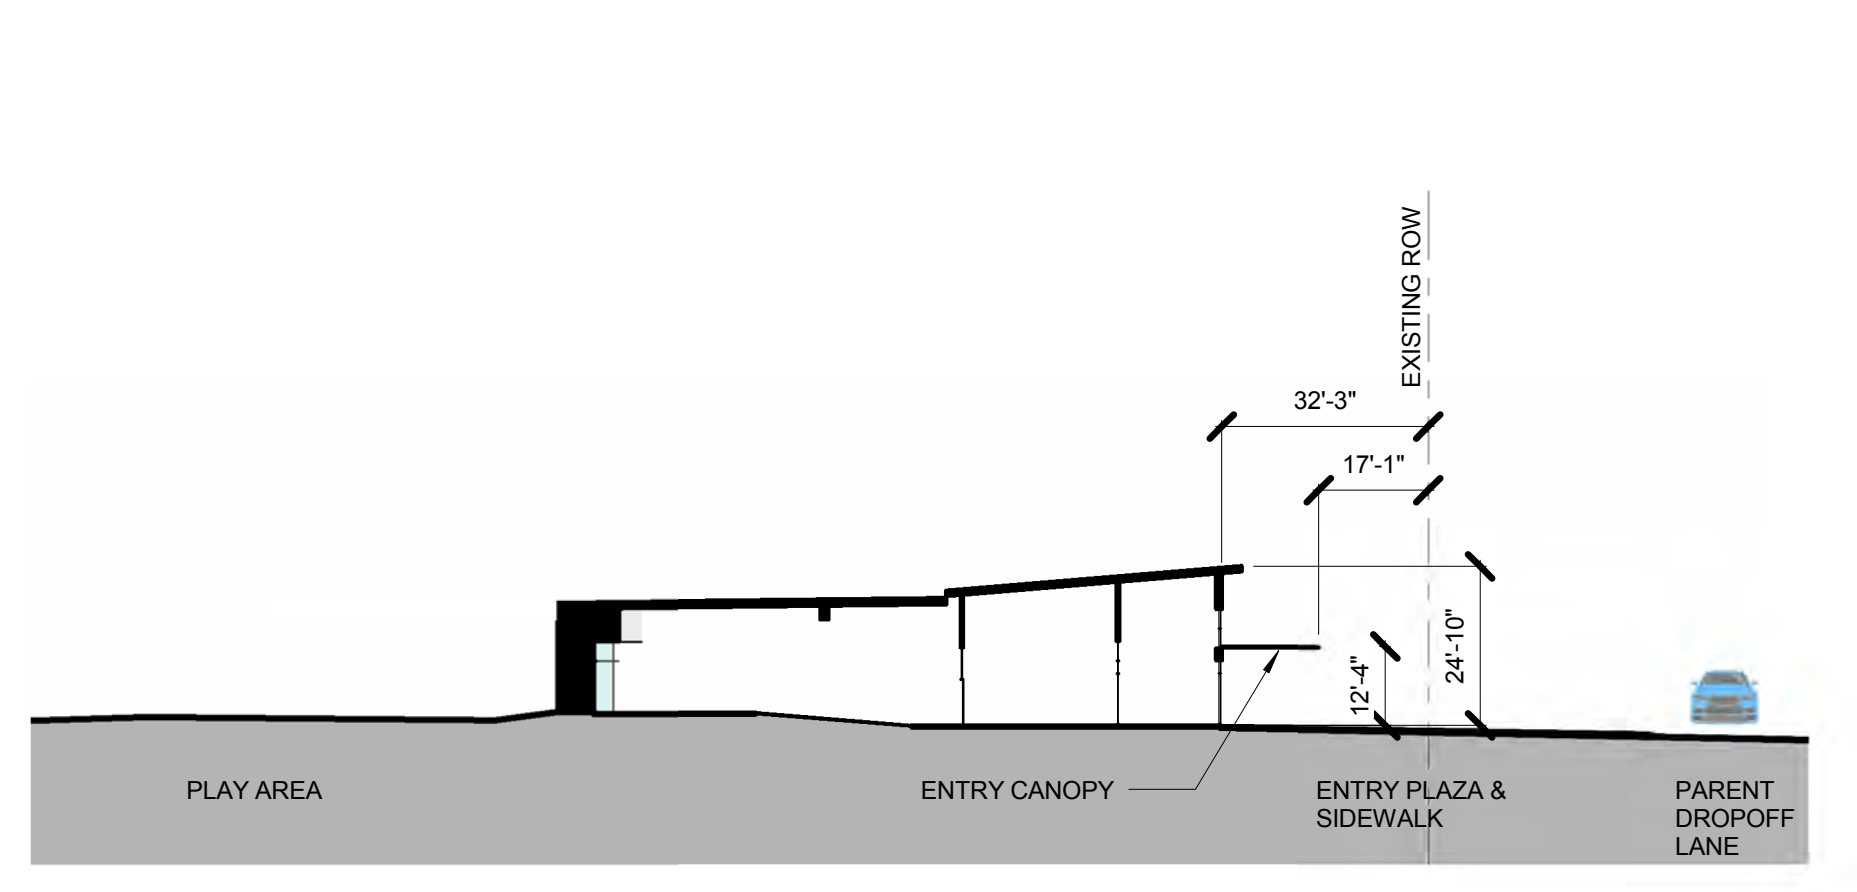 EXISTING ROW
32'-3"
17'-1"
24'-10"
12'-4"
PLAY AREA
ENTRY CANOPY
ENTRY PLAZA &
SIDEWALK
PARENT
DROPOFF
LANE